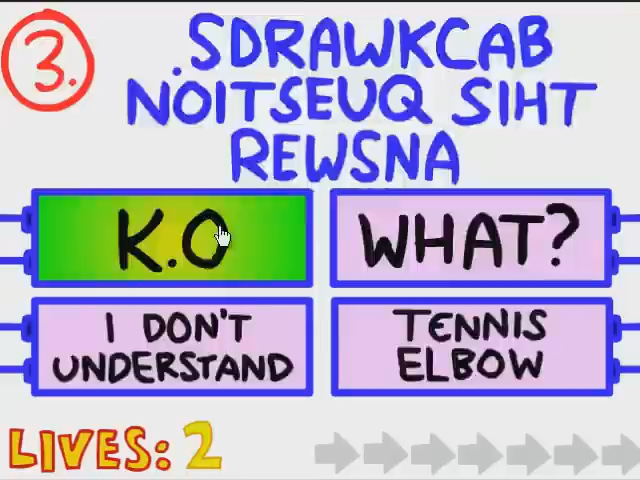 3.
.SDRAWKCAB
NOITSEUQ SIHT
REWSNA
K.O
WHAT?
I DON'T
UNDERSTAND
TENNIS
ELBOW
LIVES: 2